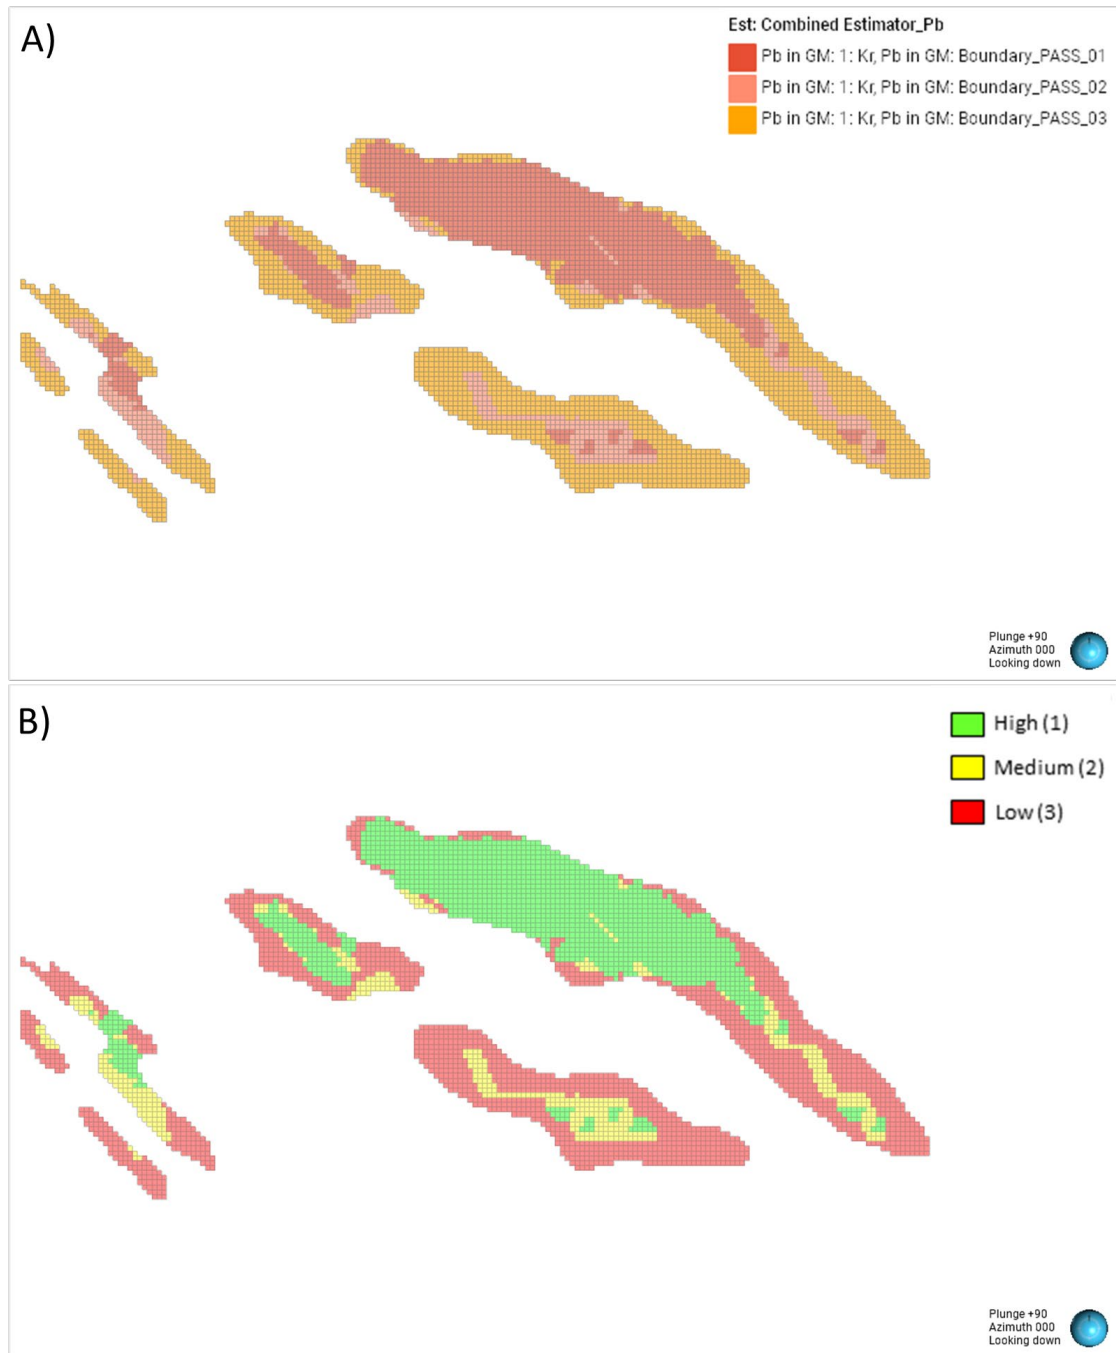 A)
Est: Combined Estimator_Pb
Pb in GM: 1: Kr, Pb in GM: Boundary_PASS_01
Pb in GM: 1: Kr, Pb in GM: Boundary_PASS_02
Pb in GM: 1: Kr, Pb in GM: Boundary_PASS_03
Plunge +90
Azimuth 000
Looking down
B)
High (1)
Medium (2)
Low (3)
Plunge +90
Azimuth 000
Looking down